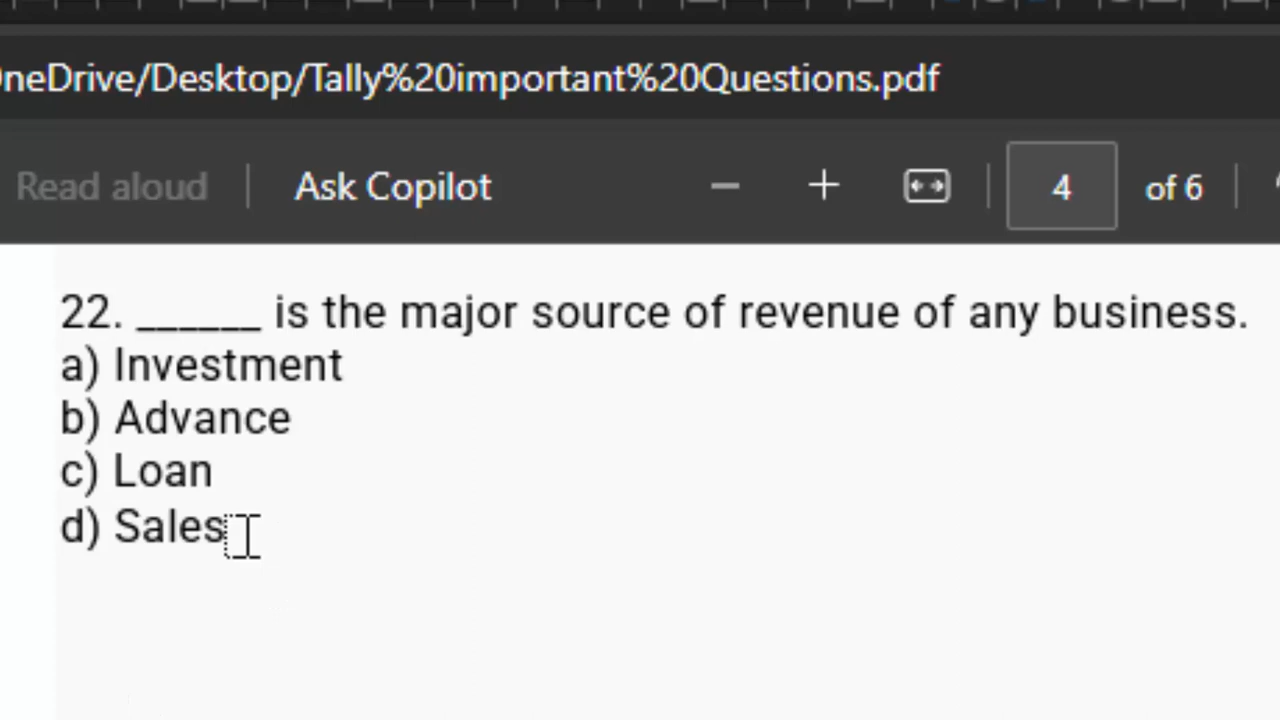 OneDrive/Desktop/Tally%20important%20Questions.pdf
Read aloud
Ask Copilot
4
of 6
22. ______ is the major source of revenue of any business.
a) Investment
b) Advance
c) Loan
d) Sales